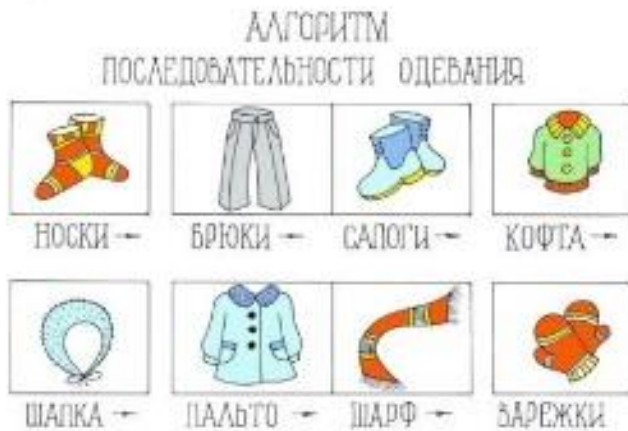 АЛГОРИТМ
ПОСЛЕДОВАТЕЛЬНОСТИ ОДЕВАНИЯ
НОСКИ → БРЮКИ → САПОГИ → КОФТА →
ШАПКА → ПАЛЬТО → ШАРФ → ВАРЕЖКИ